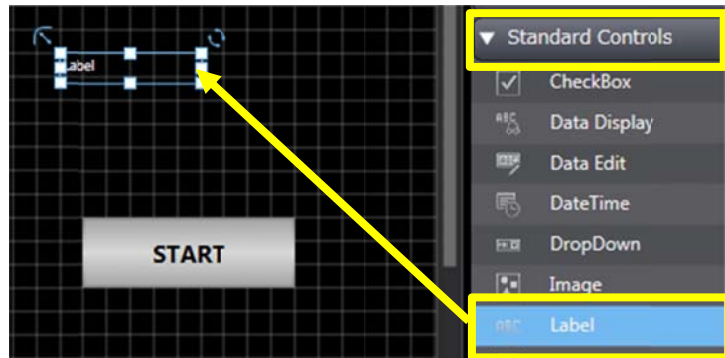 Label
START
Standard Controls
CheckBox
Data Display
Data Edit
DateTime
DropDown
Image
Label